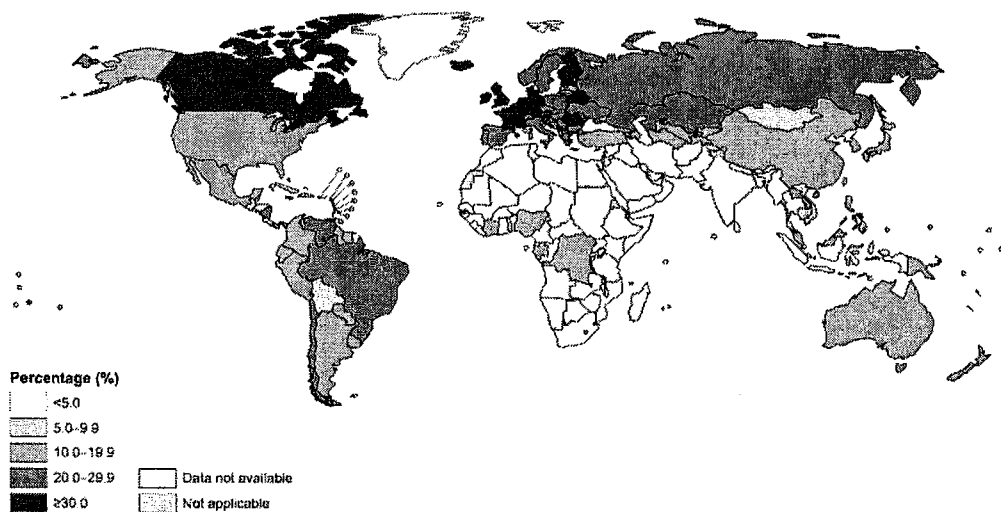 Percentage (%)
<5.0
5.0–9.9
10.0–19.9
20.0–29.9
≥30.0
Data not available
Not applicable